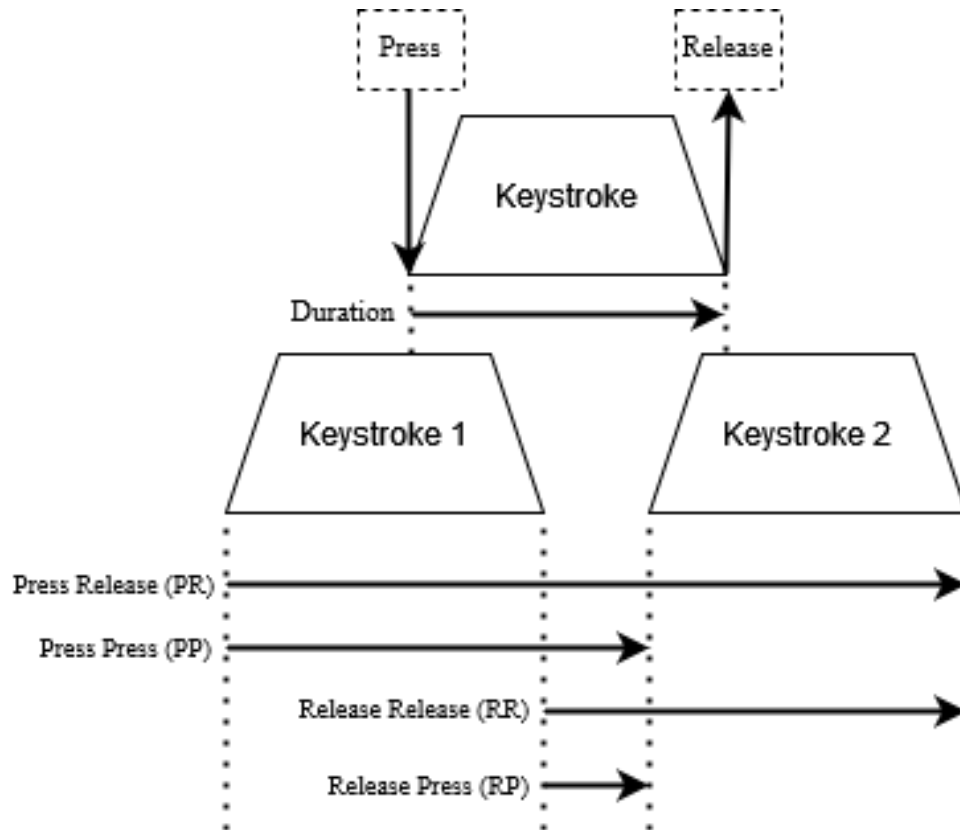 Press
Release
Keystroke
Duration
Keystroke 1
Keystroke 2
Press Release (PR)
Press Press (PP)
Release Release (RR)
Release Press (RP)